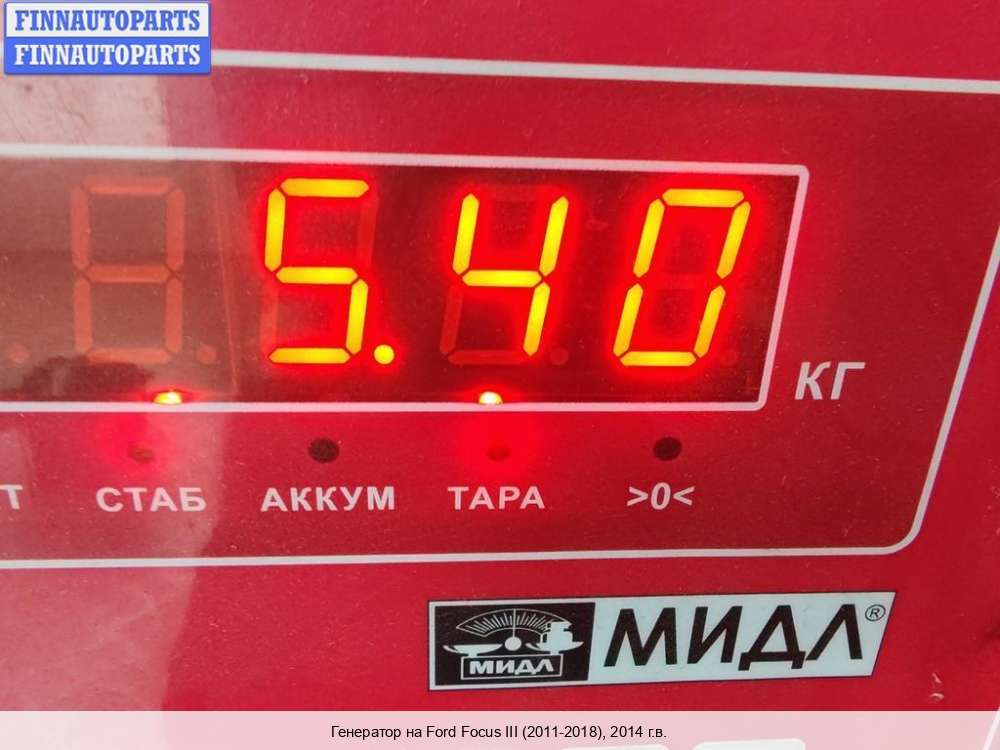 FINNAUTOPARTS
FINNAUTOPARTS
5.40
КГ
Т СТАБ АККУМ ТАРА >0<
МИДЛ МИДЛ®
Генератор на Ford Focus III (2011-2018), 2014 г.в.